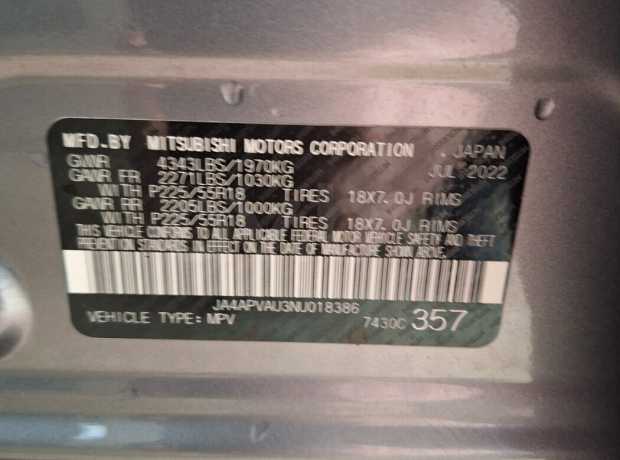 MFD.BY MITSUBISHI MOTORS CORPORATION , JAPAN
GVWR 4343LBS/1970KG JUL 2022
GAWR FR 2271LBS/1030KG
WITH P225/55R18 TIRES 18X7.0J RIMS
GAWR RR 2205LBS/1000KG
WITH P225/55R18 TIRES 18X7.0J RIMS
THIS VEHICLE CONFORMS TO ALL APPLICABLE FEDERAL MOTOR VEHICLE SAFETY AND THEFT
PREVENTION STANDARDS IN EFFECT ON THE DATE OF MANUFACTURE SHOWN ABOVE.
JA4APVAU3NU018386
VEHICLE TYPE: MPV 7430C 357